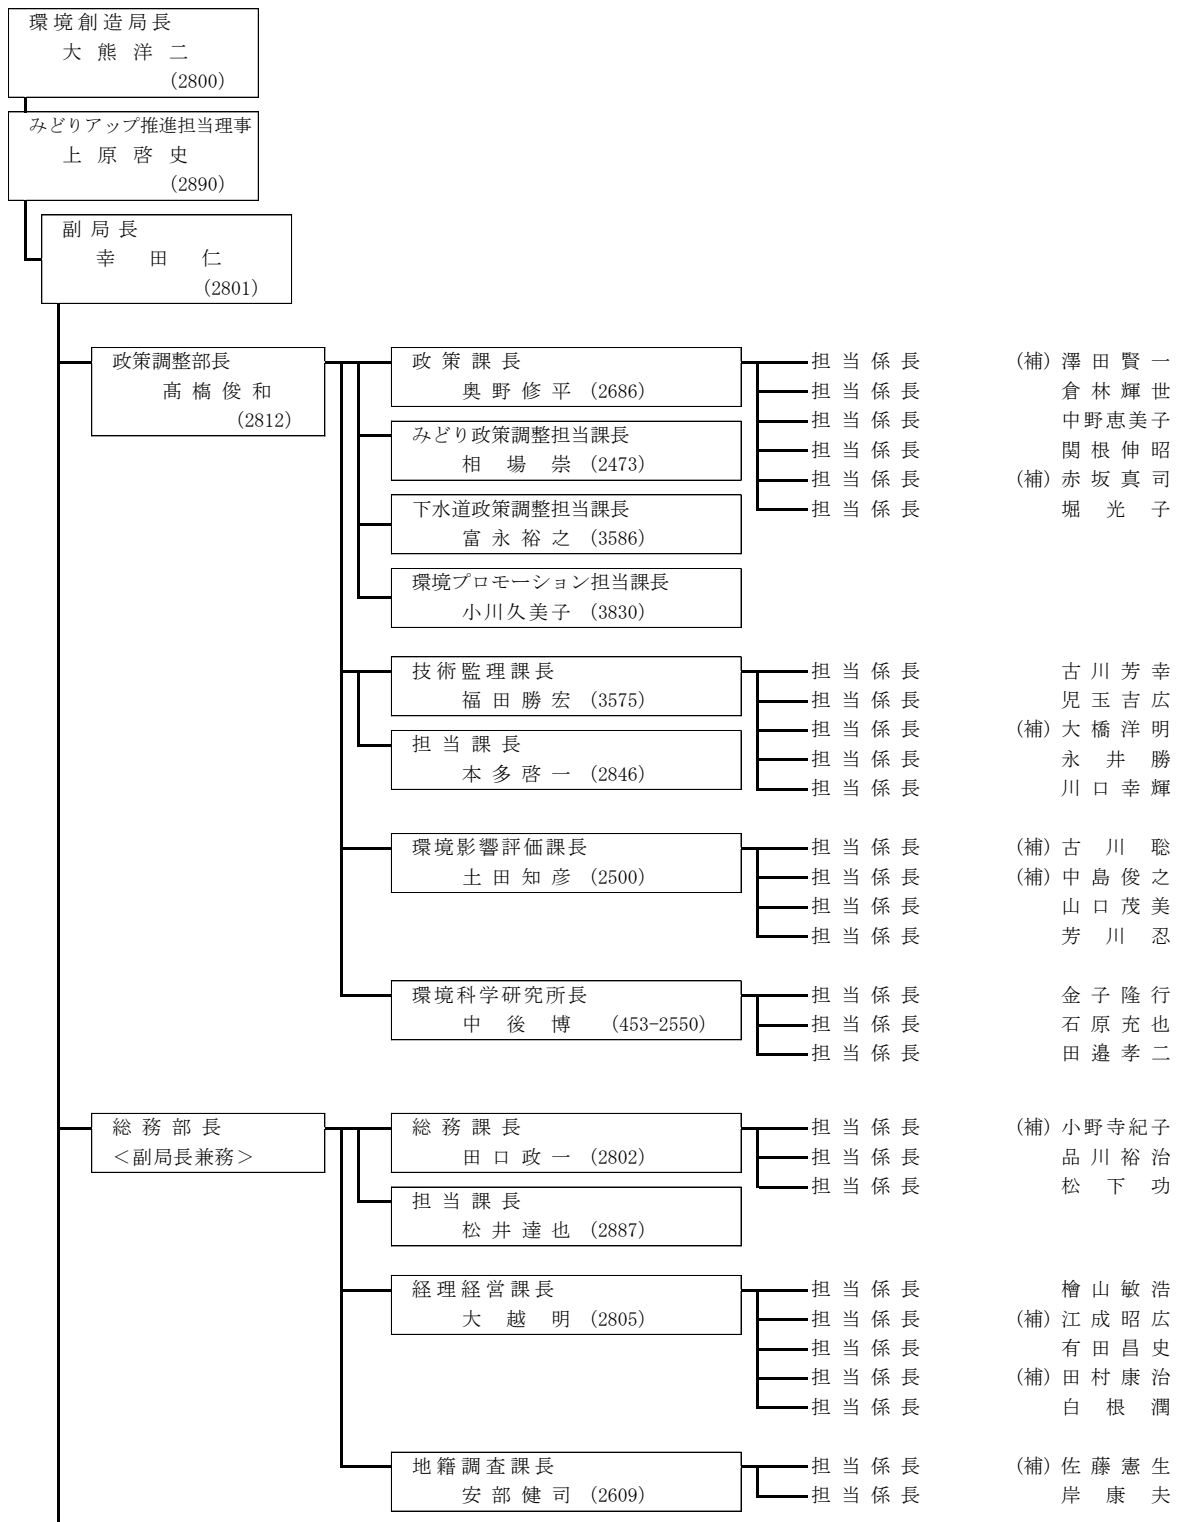 環境創造局長
大熊洋二
(2800)
みどりアップ推進担当理事
上原啓史
(2890)
副局長
幸田仁
(2801)
政策調整部長
髙橋俊和
(2812)
政策課長
奥野修平 (2686)
みどり政策調整担当課長
相場崇 (2473)
下水道政策調整担当課長
富永裕之 (3586)
環境プロモーション担当課長
小川久美子 (3830)
担当係長 (補) 澤田賢一
担当係長 倉林輝世
担当係長 中野恵美子
担当係長 関根伸昭
担当係長 (補) 赤坂真司
担当係長 堀光子
技術監理課長
福田勝宏 (3575)
担当課長
本多啓一 (2846)
担当係長 古川芳幸
担当係長 児玉吉広
担当係長 (補) 大橋洋明
担当係長 永井勝
担当係長 川口幸輝
環境影響評価課長
土田知彦 (2500)
担当係長 (補) 古川聡
担当係長 (補) 中島俊之
担当係長 山口茂美
担当係長 芳川忍
環境科学研究所長
中後博 (453-2550)
担当係長 金子隆行
担当係長 石原充也
担当係長 田邉孝二
総務部長
＜副局長兼務＞
総務課長
田口政一 (2802)
担当課長
松井達也 (2887)
担当係長 (補) 小野寺紀子
担当係長 品川裕治
担当係長 松下功
経理経営課長
大越明 (2805)
担当係長 檜山敏浩
担当係長 (補) 江成昭広
担当係長 有田昌史
担当係長 (補) 田村康治
担当係長 白根潤
地籍調査課長
安部健司 (2609)
担当係長 (補) 佐藤憲生
担当係長 岸康夫